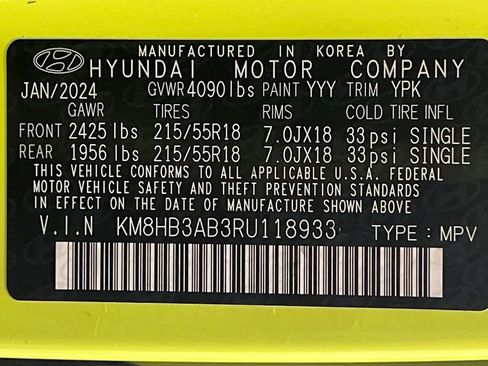 MANUFACTURED IN KOREA BY
HYUNDAI MOTOR COMPANY
JAN/2024 GVWR 4090lbs PAINT YYY TRIM YPK
GAWR TIRES RIMS COLD TIRE INFL
FRONT 2425 lbs 215/55R18 7.0JX18 33psi SINGLE
REAR 1956 lbs 215/55R18 7.0JX18 33psi SINGLE
THIS VEHICLE CONFORMS TO ALL APPLICABLE U.S.A. FEDERAL
MOTOR VEHICLE SAFETY AND THEFT PREVENTION STANDARDS
IN EFFECT ON THE DATE OF MANUFACTURE SHOWN ABOVE.
V.I.N KM8HB3AB3RU118933 TYPE : MPV